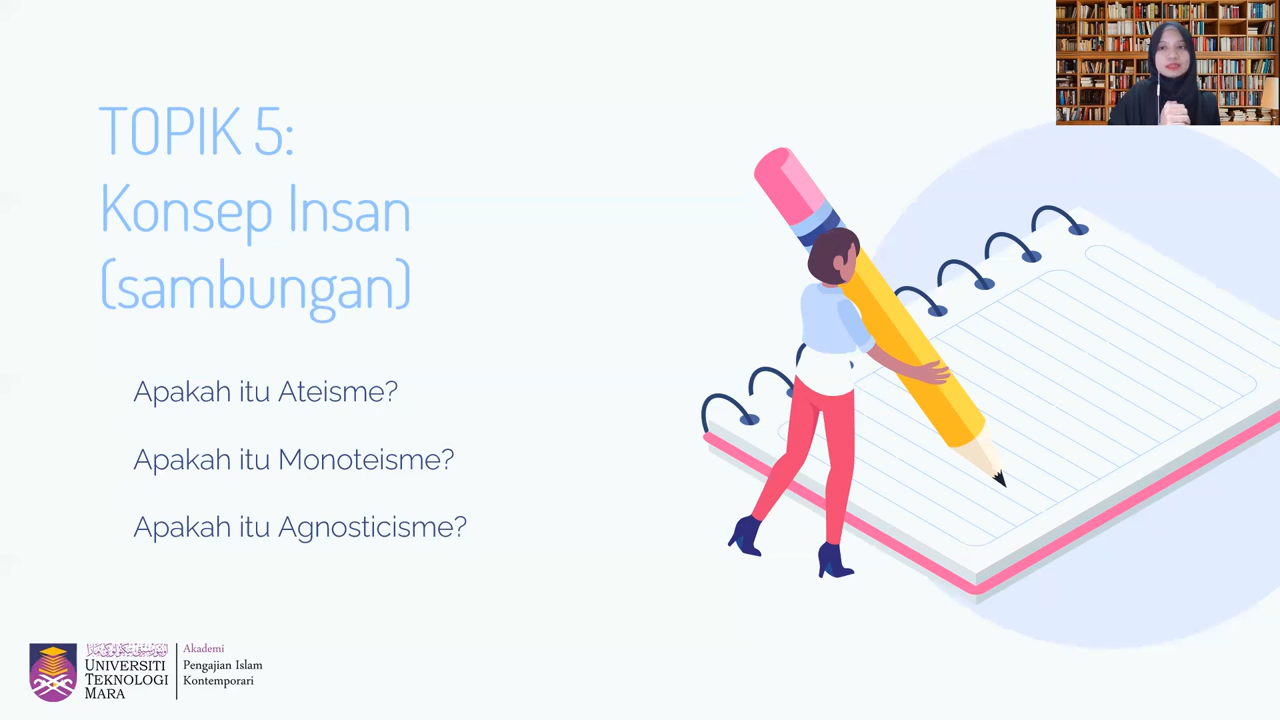 TOPIK 5:
Konsep Insan
(sambungan)
Apakah itu Ateisme?
Apakah itu Monoteisme?
Apakah itu Agnosticisme?
UNIVERSITI
TEKNOLOGI
MARA
Akademi
Pengajian Islam
Kontemporari